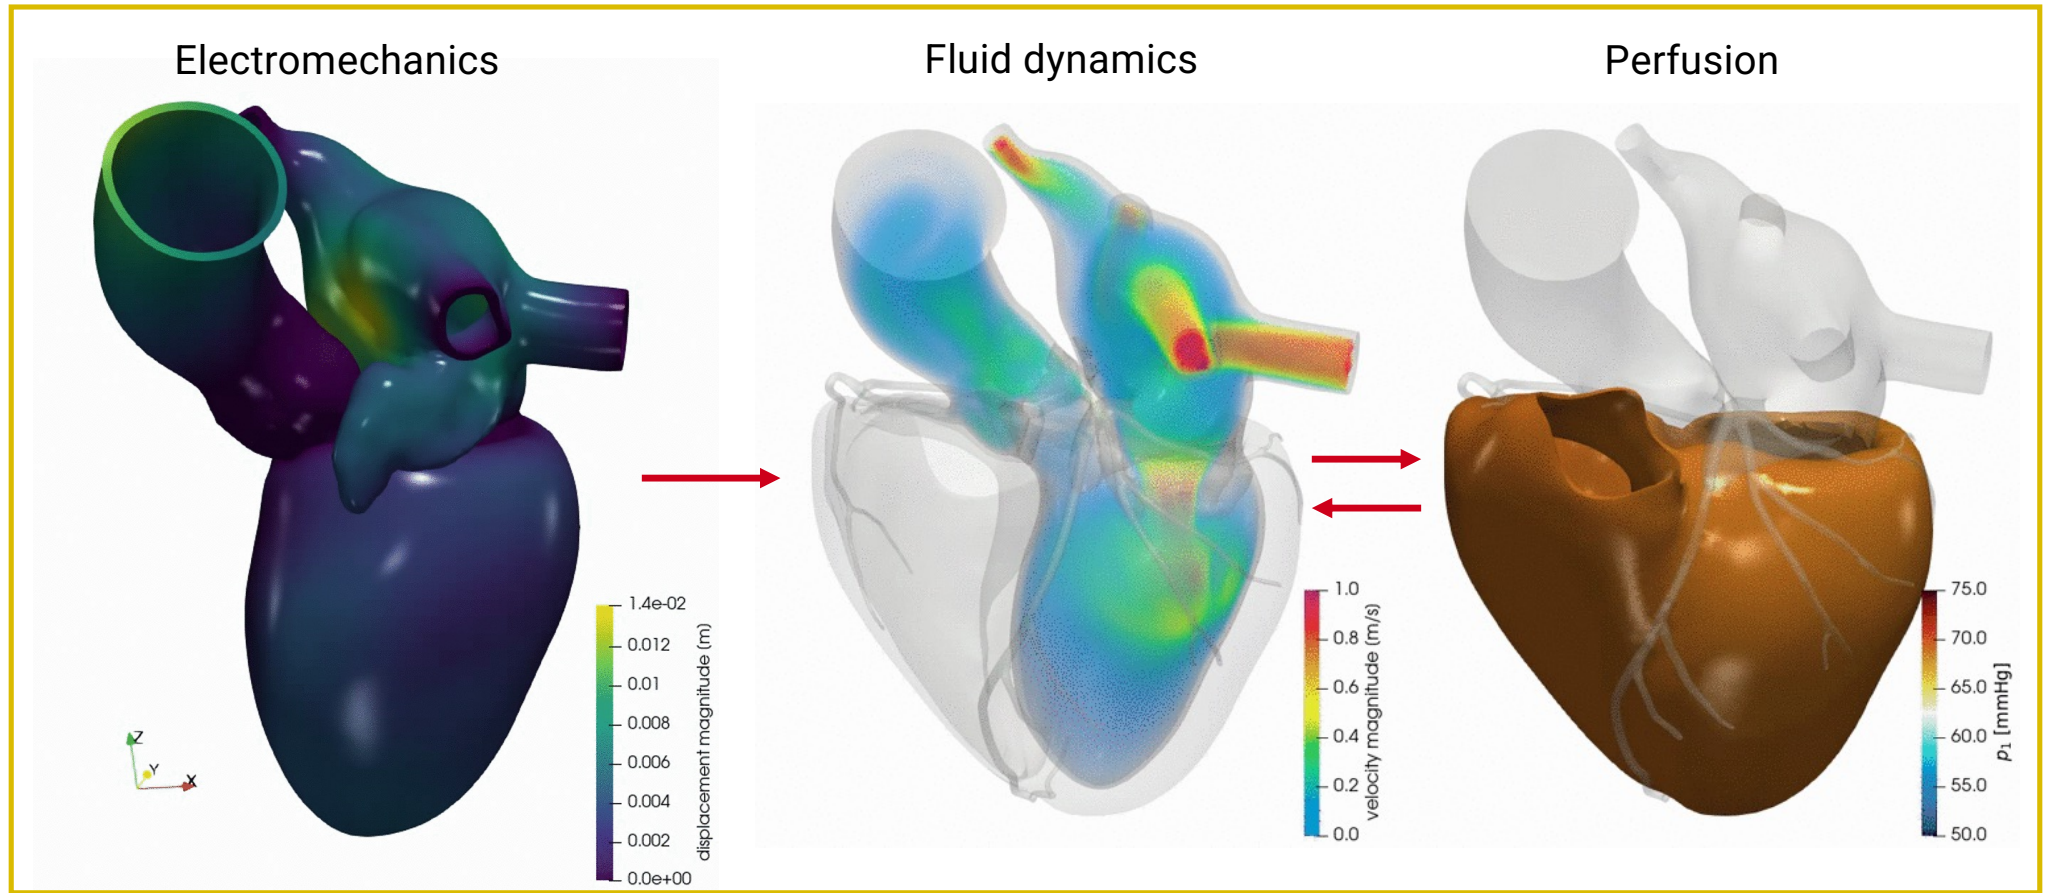 Electromechanics
Fluid dynamics
Perfusion
1.4e-02
0.012
0.01
0.008
0.006
0.004
0.002
0.0e+00
displacement magnitude (m)
Z
Y
X
1.0
0.8
0.6
0.4
0.2
0.0
velocity magnitude (m/s)
75.0
70.0
65.0
60.0
55.0
50.0
p₁ [mmHg]